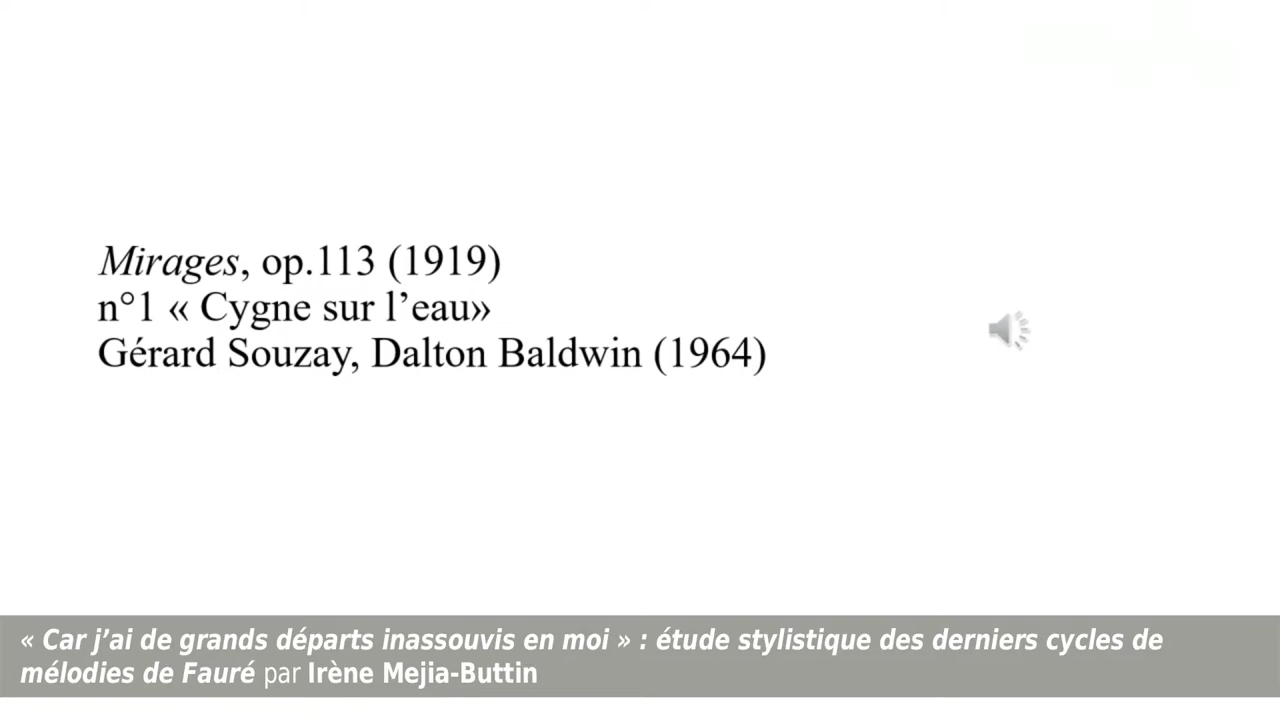 Mirages, op.113 (1919)
n°1 « Cygne sur l’eau»
Gérard Souzay, Dalton Baldwin (1964)
« Car j’ai de grands départs inassouvis en moi » : étude stylistique des derniers cycles de
mélodies de Fauré par Irène Mejia-Buttin